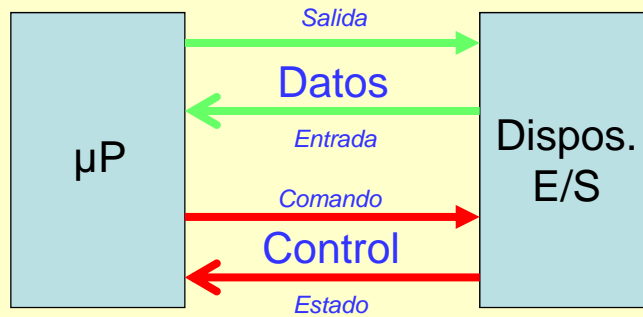 Salida
Datos
Entrada
µP
Dispos.
E/S
Comando
Control
Estado